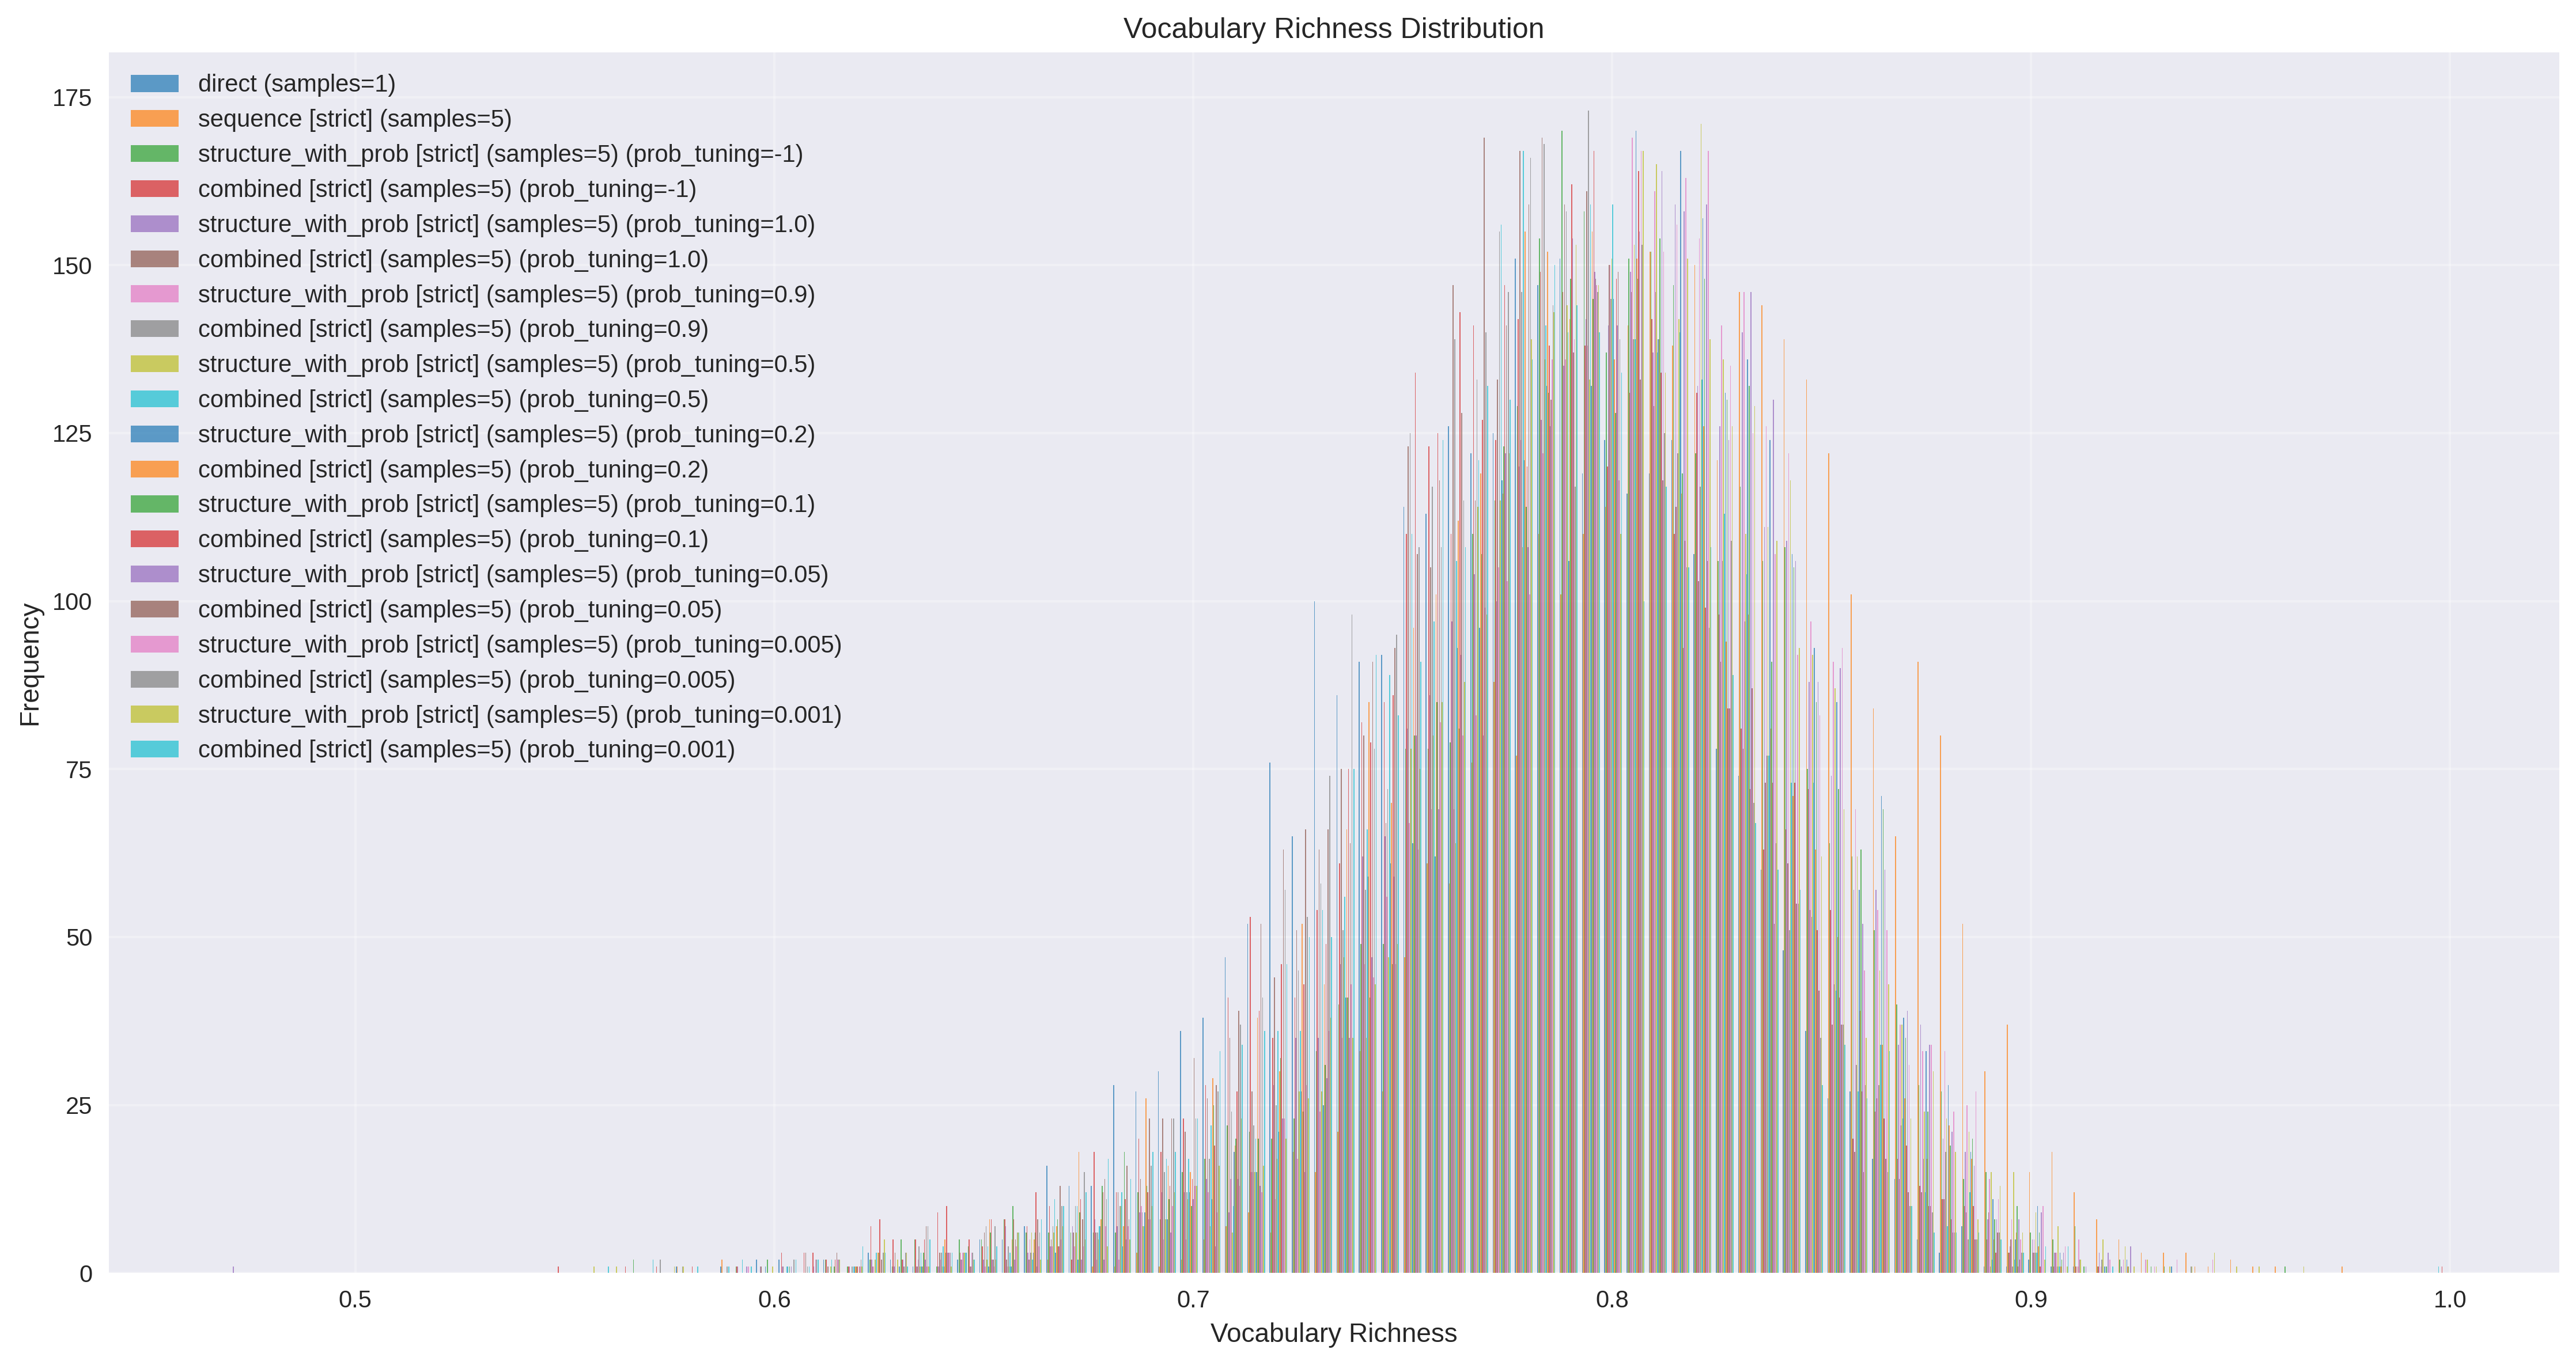 Vocabulary Richness Distribution
direct (samples=1)
sequence [strict] (samples=5)
structure_with_prob [strict] (samples=5) (prob_tuning=-1)
combined [strict] (samples=5) (prob_tuning=-1)
structure_with_prob [strict] (samples=5) (prob_tuning=1.0)
combined [strict] (samples=5) (prob_tuning=1.0)
structure_with_prob [strict] (samples=5) (prob_tuning=0.9)
combined [strict] (samples=5) (prob_tuning=0.9)
structure_with_prob [strict] (samples=5) (prob_tuning=0.5)
combined [strict] (samples=5) (prob_tuning=0.5)
structure_with_prob [strict] (samples=5) (prob_tuning=0.2)
combined [strict] (samples=5) (prob_tuning=0.2)
structure_with_prob [strict] (samples=5) (prob_tuning=0.1)
combined [strict] (samples=5) (prob_tuning=0.1)
structure_with_prob [strict] (samples=5) (prob_tuning=0.05)
combined [strict] (samples=5) (prob_tuning=0.05)
structure_with_prob [strict] (samples=5) (prob_tuning=0.005)
combined [strict] (samples=5) (prob_tuning=0.005)
structure_with_prob [strict] (samples=5) (prob_tuning=0.001)
combined [strict] (samples=5) (prob_tuning=0.001)
Frequency
175
150
125
100
75
50
25
0
0.5 0.6 0.7 0.8 0.9 1.0
Vocabulary Richness